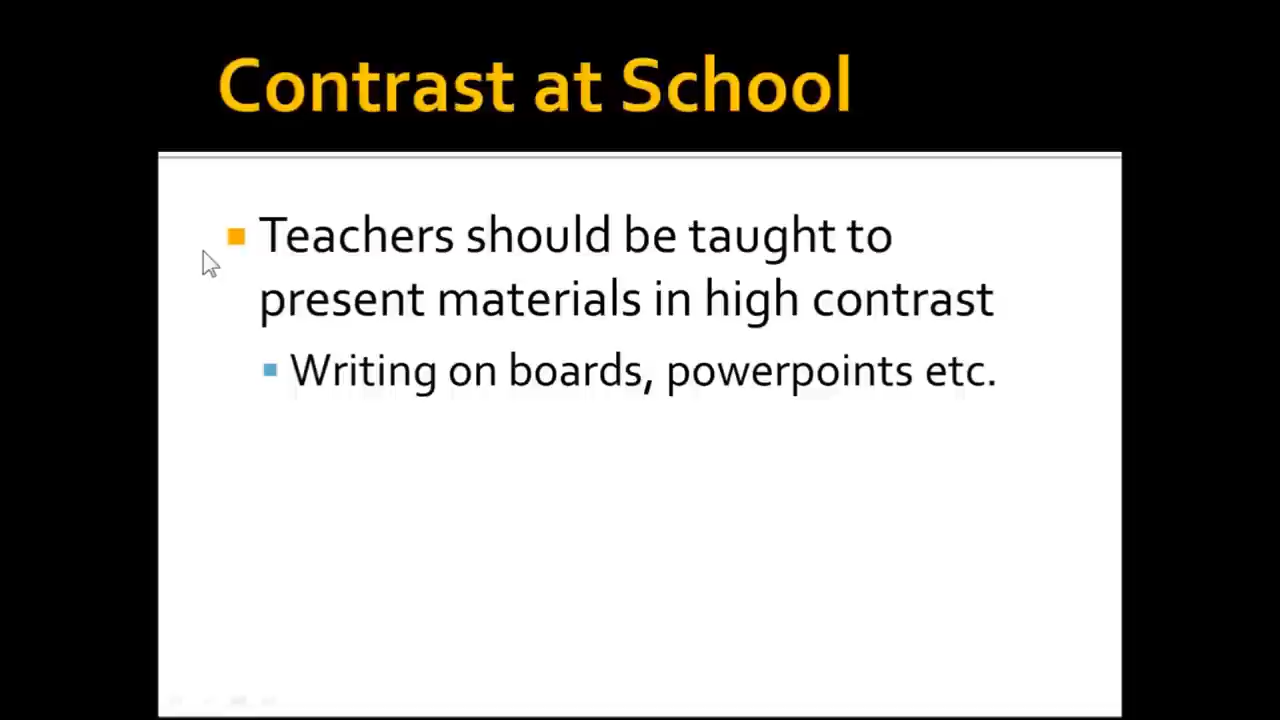 Contrast at School
Teachers should be taught to
present materials in high contrast
Writing on boards, powerpoints etc.